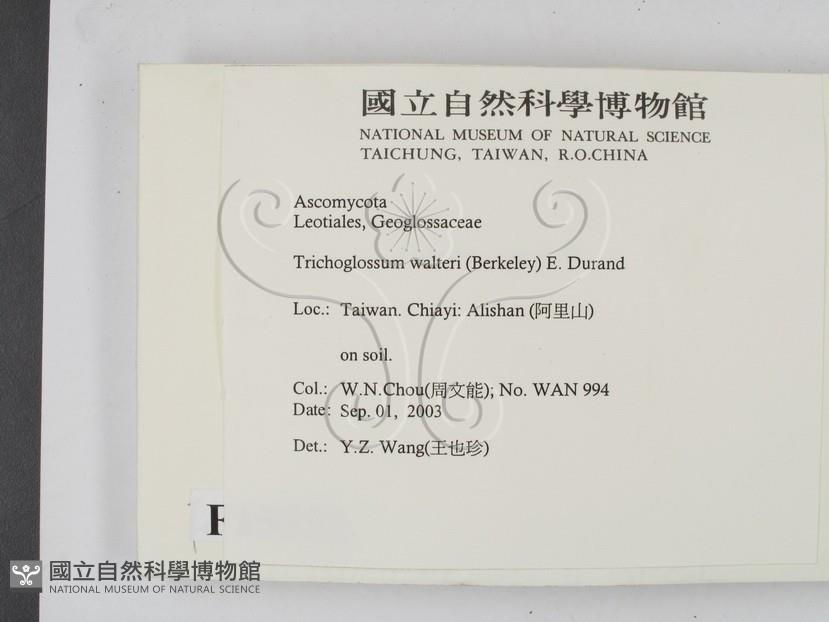 國立自然科學博物館
NATIONAL MUSEUM OF NATURAL SCIENCE
TAICHUNG, TAIWAN, R.O.CHINA
Ascomycota
Leotiales, Geoglossaceae
Trichoglossum walteri (Berkeley) E. Durand
Loc.: Taiwan. Chiayi: Alishan (阿里山)
on soil.
Col.: W.N.Chou(周文能); No. WAN 994
Date: Sep. 01, 2003
Det.: Y.Z. Wang(王也珍)
國立自然科學博物館
NATIONAL MUSEUM OF NATURAL SCIENCE